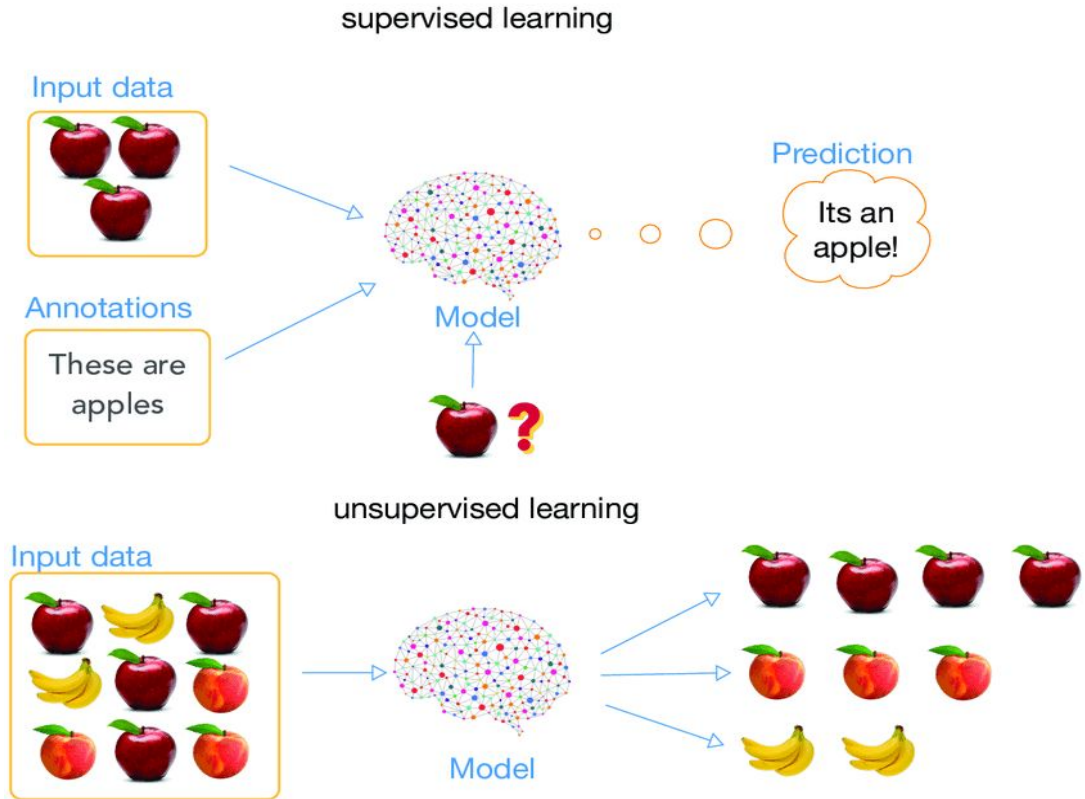 supervised learning
Input data
Prediction
Its an
apple!
Annotations
These are
apples
Model
?
unsupervised learning
Input data
Model